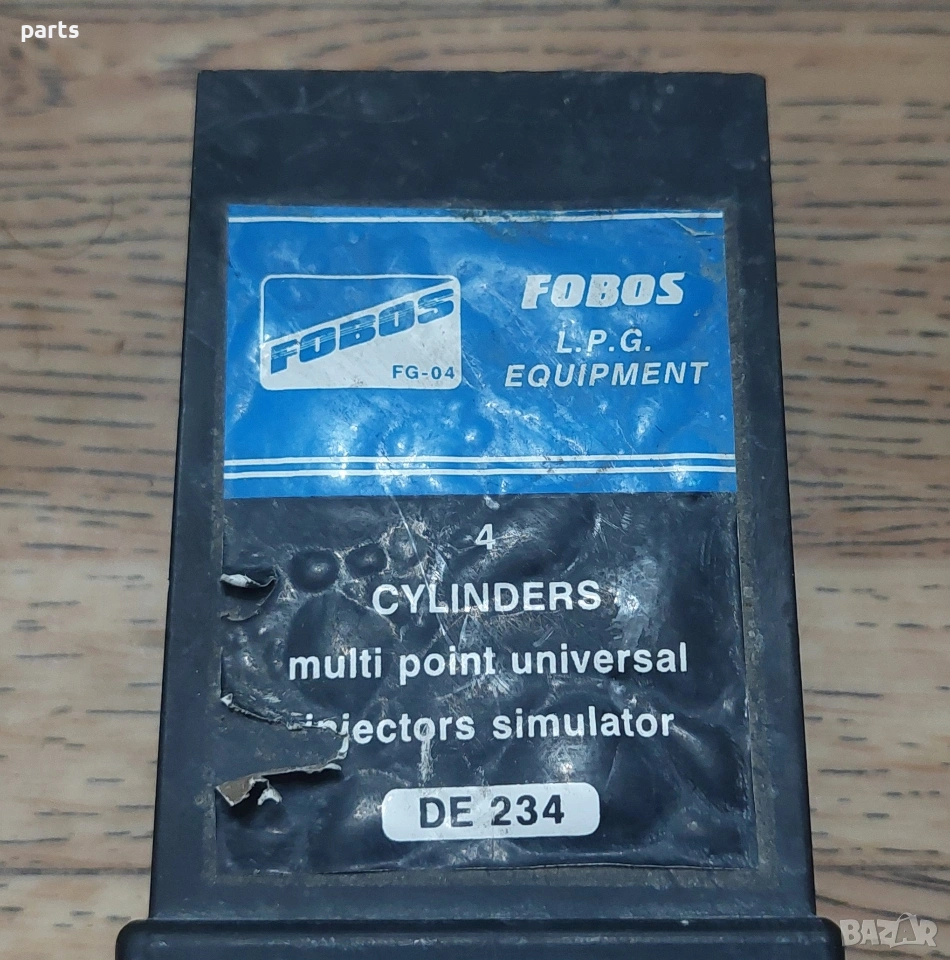 parts
FOBOS
FG-04
FOBOS
L.P.G.
EQUIPMENT
4
CYLINDERS
multi point universal
injectors simulator
DE 234
BAZAR